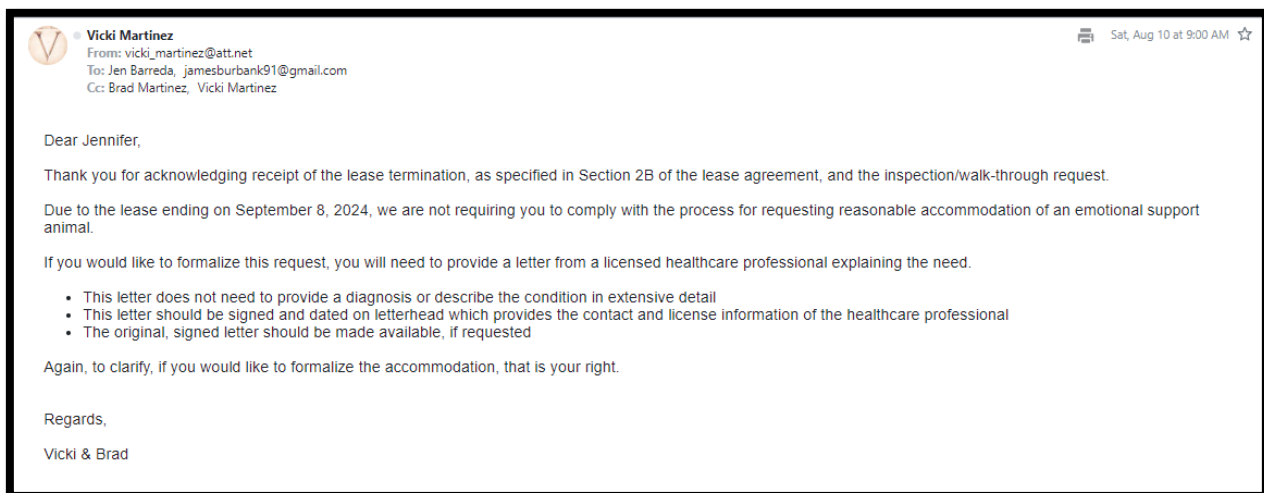 V
Vicki Martinez
Sat, Aug 10 at 9:00 AM
From: vicki_martinez@att.net
To: Jen Barreda, jamesburbank91@gmail.com
Cc: Brad Martinez, Vicki Martinez
Dear Jennifer,
Thank you for acknowledging receipt of the lease termination, as specified in Section 2B of the lease agreement, and the inspection/walk-through request.
Due to the lease ending on September 8, 2024, we are not requiring you to comply with the process for requesting reasonable accommodation of an emotional support
animal.
If you would like to formalize this request, you will need to provide a letter from a licensed healthcare professional explaining the need.
• This letter does not need to provide a diagnosis or describe the condition in extensive detail
• This letter should be signed and dated on letterhead which provides the contact and license information of the healthcare professional
• The original, signed letter should be made available, if requested
Again, to clarify, if you would like to formalize the accommodation, that is your right.
Regards,
Vicki & Brad